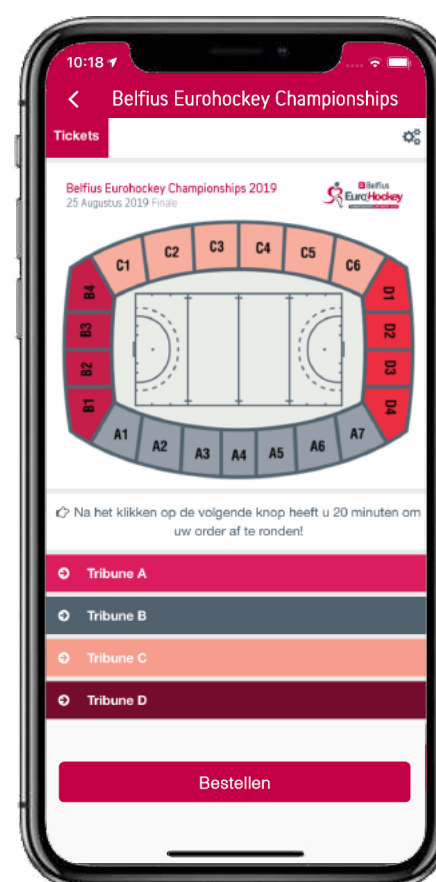 10:18
Belfius Eurohockey Championships
Tickets
Belfius Eurohockey Championships 2019
25 Augustus 2019 Finale
Belfius
EuroHockey
C1 C2 C3 C4 C5 C6
B4 D1
B3 D2
B2 D3
B1 D4
A1 A2 A3 A4 A5 A6 A7
Na het klikken op de volgende knop heeft u 20 minuten om
uw order af te ronden!
Tribune A
Tribune B
Tribune C
Tribune D
Bestellen